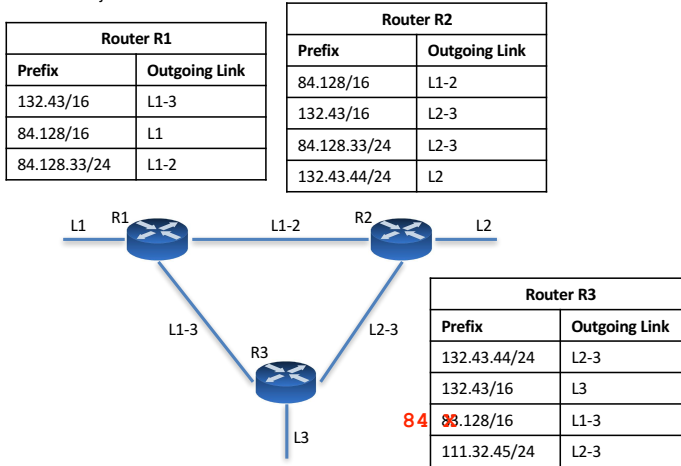 Router R1
Prefix Outgoing Link
132.43/16 L1-3
84.128/16 L1
84.128.33/24 L1-2
Router R2
Prefix Outgoing Link
84.128/16 L1-2
132.43/16 L2-3
84.128.33/24 L2-3
132.43.44/24 L2
L1 R1 L1-2 R2 L2
L1-3 L2-3
R3
L3
Router R3
Prefix Outgoing Link
132.43.44/24 L2-3
132.43/16 L3
84 83.128/16 L1-3
111.32.45/24 L2-3